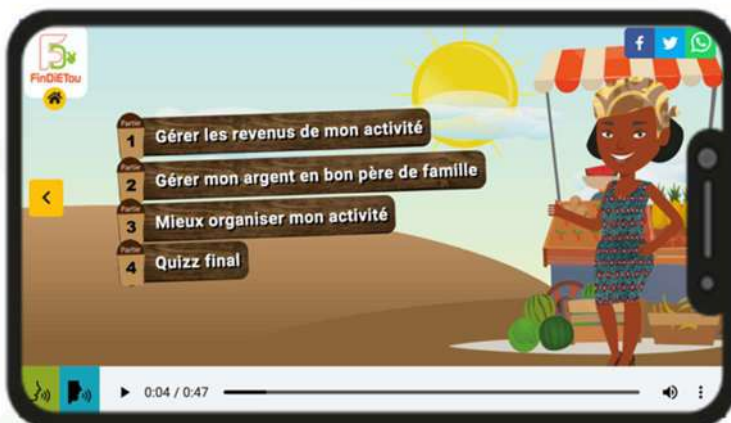 FinDiETou
Partie
1
Gérer les revenus de mon activité
Partie
2
Gérer mon argent en bon père de famille
Partie
3
Mieux organiser mon activité
Partie
4
Quizz final
0:04 / 0:47